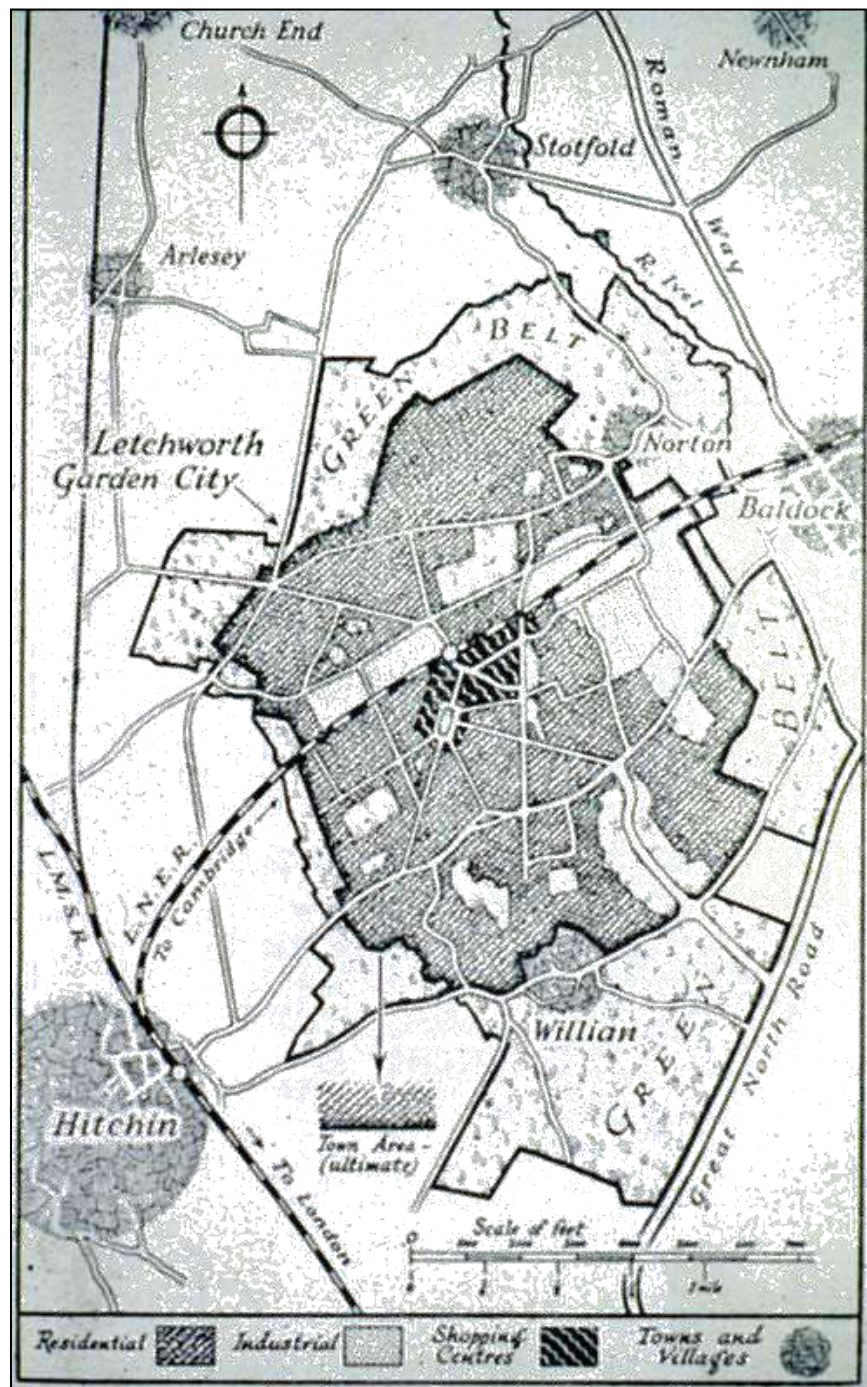 Church End
Newnham
Roman
Way
Stotfold
Arlesey
R. Ivel
GREEN
BELT
Letchworth
Garden City
Norton
Baldock
BELT
L.M.S.R.
L.N.E.R.
To Cambridge
Willian
GREEN
Great North Road
Hitchin
Town Area -
(ultimate)
To London
Scale of feet
0
1 mile
Residential
Industrial
Shopping
Centres
Towns and
Villages